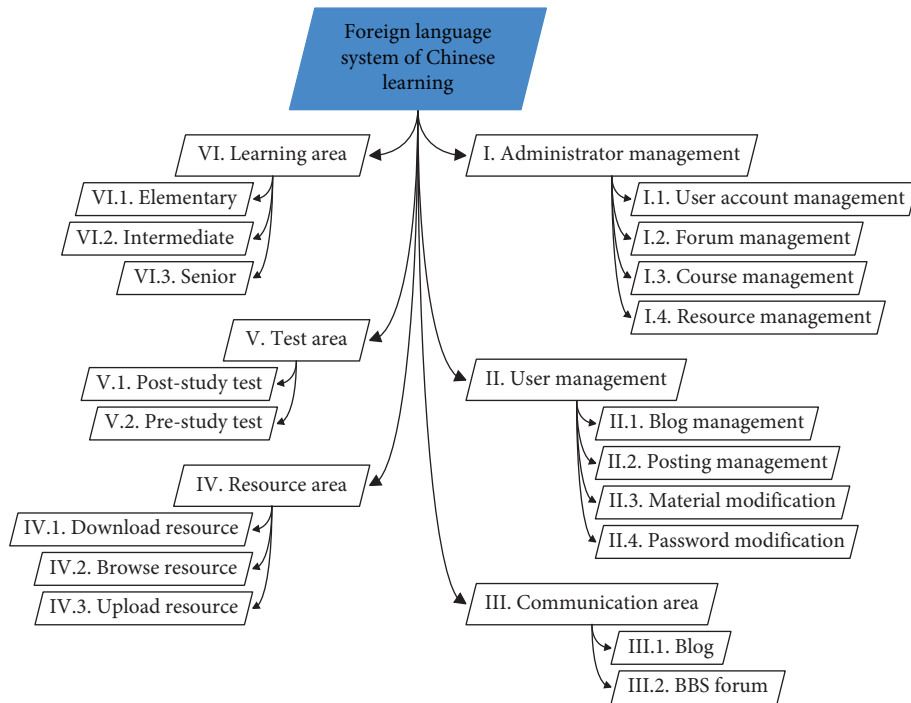 Foreign language
system of Chinese
learning
VI. Learning area
VI.1. Elementary
VI.2. Intermediate
VI.3. Senior
V. Test area
V.1. Post-study test
V.2. Pre-study test
IV. Resource area
IV.1. Download resource
IV.2. Browse resource
IV.3. Upload resource
I. Administrator management
I.1. User account management
I.2. Forum management
I.3. Course management
I.4. Resource management
II. User management
II.1. Blog management
II.2. Posting management
II.3. Material modification
II.4. Password modification
III. Communication area
III.1. Blog
III.2. BBS forum